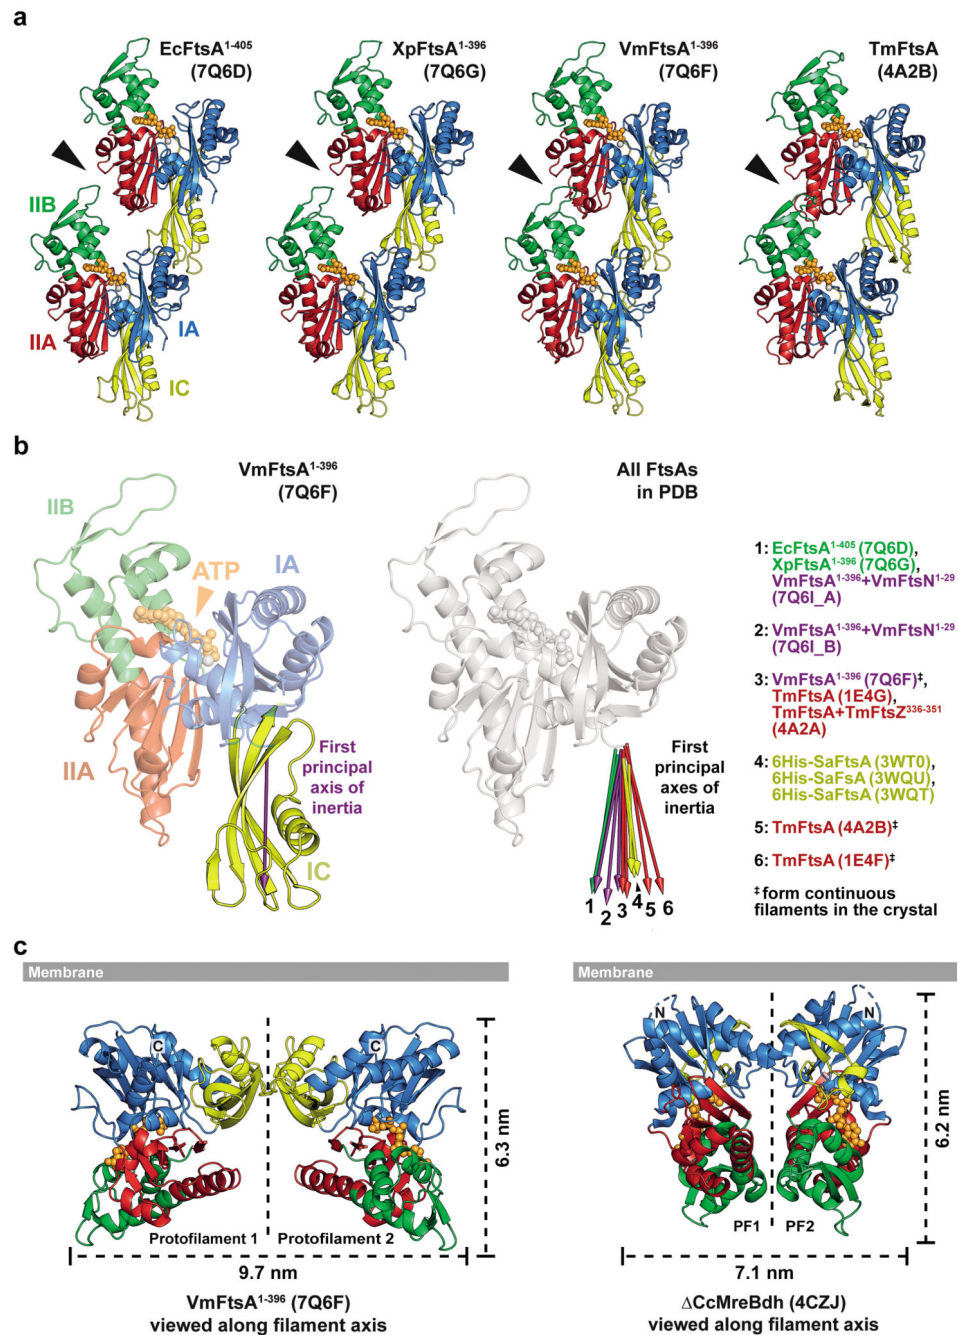 a
EcFtsA¹⁻⁴⁰⁵
(7Q6D)
XpFtsA¹⁻³⁹⁶
(7Q6G)
VmFtsA¹⁻³⁹⁶
(7Q6F)
TmFtsA
(4A2B)
IIB
IIA
IA
IC
b
VmFtsA¹⁻³⁹⁶
(7Q6F)
IIB
ATP
IA
IIA
First
principal
axis of
inertia
IC
All FtsAs
in PDB
First
principal
axes of
inertia
1
2
3
4
5
6
1: EcFtsA¹⁻⁴⁰⁵ (7Q6D),
XpFtsA¹⁻³⁹⁶ (7Q6G),
VmFtsA¹⁻³⁹⁶+VmFtsN¹⁻²⁹
(7Q6I_A)
2: VmFtsA¹⁻³⁹⁶+VmFtsN¹⁻²⁹
(7Q6I_B)
3: VmFtsA¹⁻³⁹⁶ (7Q6F)‡,
TmFtsA (1E4G),
TmFtsA+TmFtsZ³³⁶⁻³⁵¹
(4A2A)
4: 6His-SaFtsA (3WT0),
6His-SaFsA (3WQU),
6His-SaFtsA (3WQT)
5: TmFtsA (4A2B)‡
6: TmFtsA (1E4F)‡
‡ form continuous
filaments in the crystal
c
Membrane
C
C
Protofilament 1
Protofilament 2
6.3 nm
9.7 nm
VmFtsA¹⁻³⁹⁶ (7Q6F)
viewed along filament axis
Membrane
N
N
PF1
PF2
6.2 nm
7.1 nm
ΔCcMreBdh (4CZJ)
viewed along filament axis